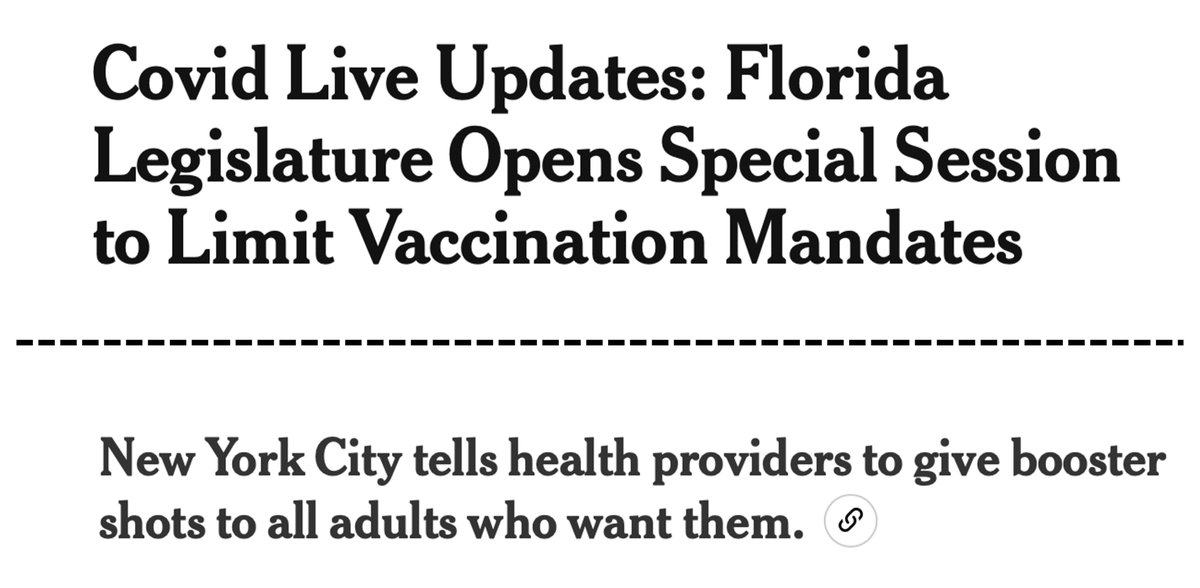 Covid Live Updates: Florida
Legislature Opens Special Session
to Limit Vaccination Mandates
New York City tells health providers to give booster
shots to all adults who want them.